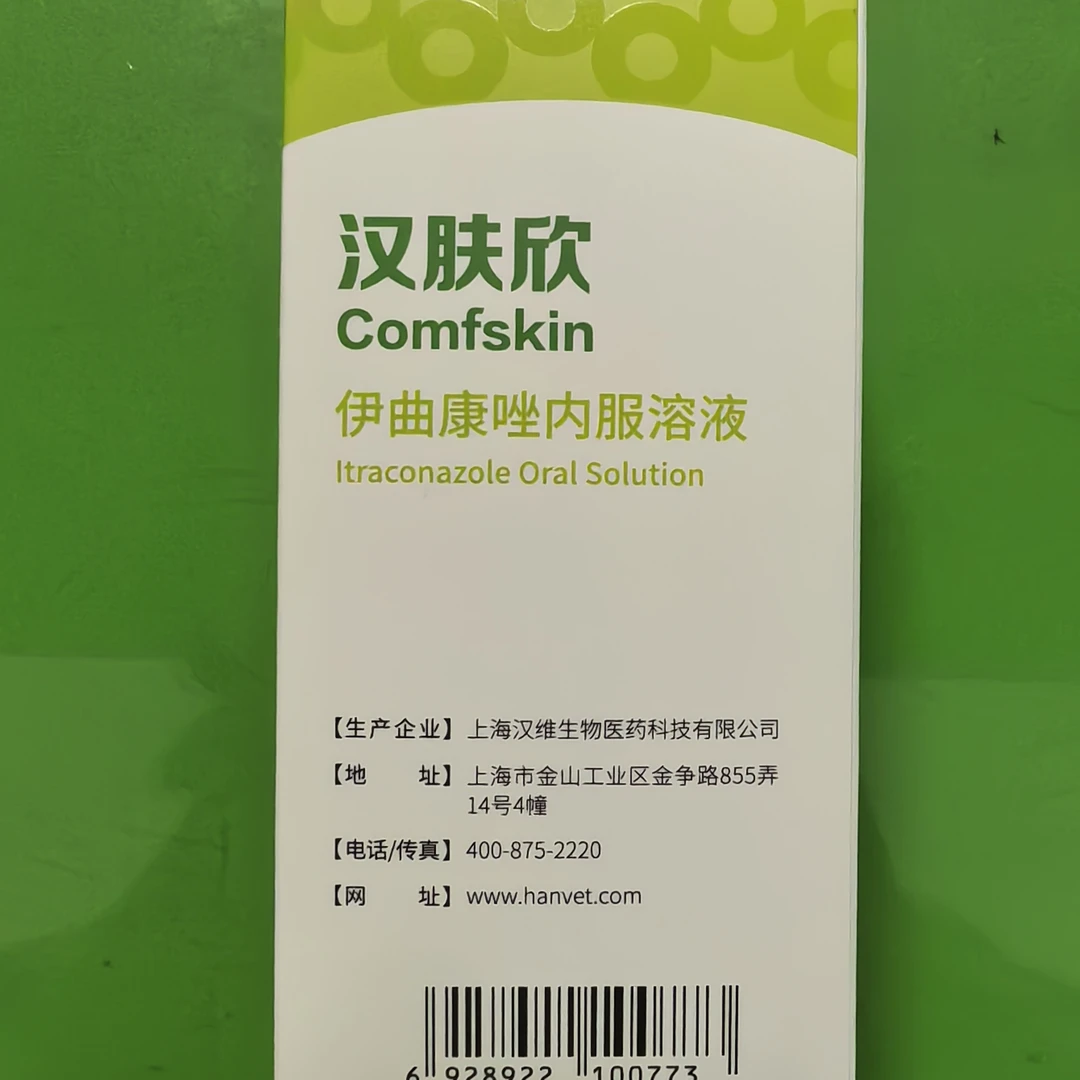 汉肤欣
Comfskin
伊曲康唑内服溶液
Itraconazole Oral Solution
【生产企业】上海汉维生物医药科技有限公司
【地 址】上海市金山工业区金争路855弄
14号4幢
【电话/传真】400-875-2220
【网 址】www.hanvet.com
6 928922 100773